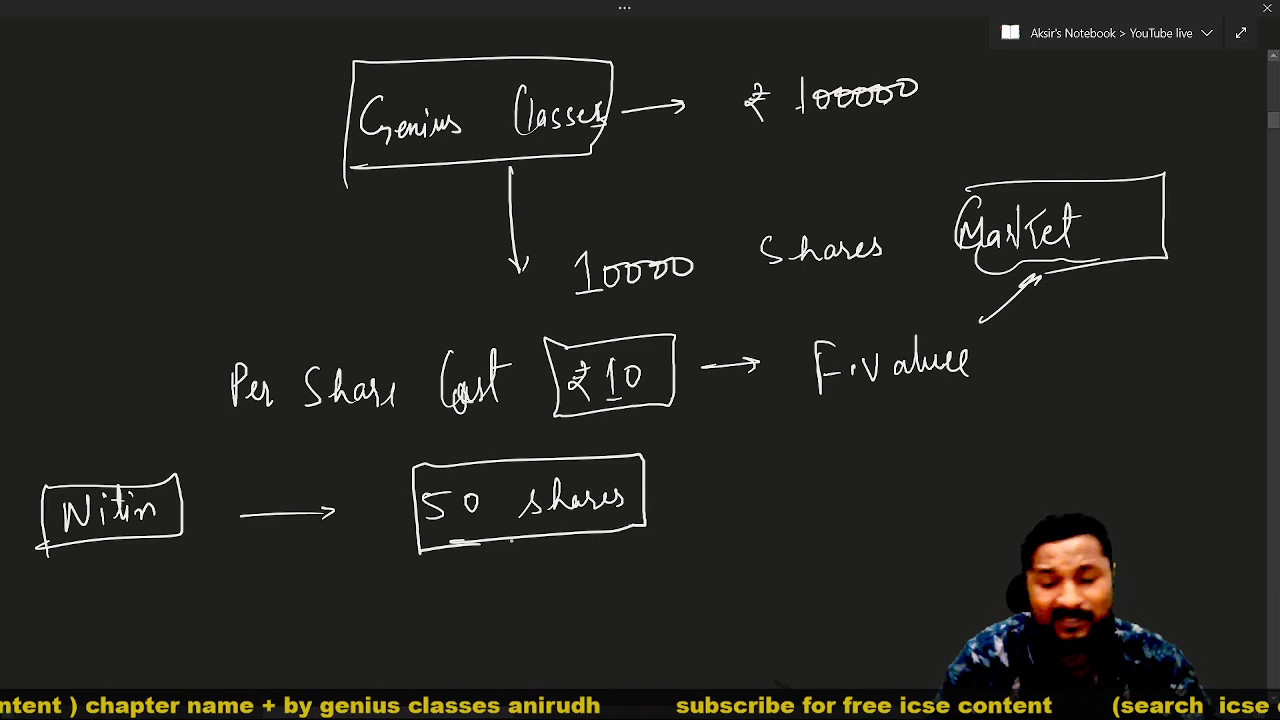 Aksir's Notebook > YouTube live
Genius Classes → ₹ 100000
Market
10000 shares
Per Share Cost ₹10 → F.Value
Nitin → 50 shares
ntent ) chapter name + by genius classes anirudh subscribe for free icse content (search icse